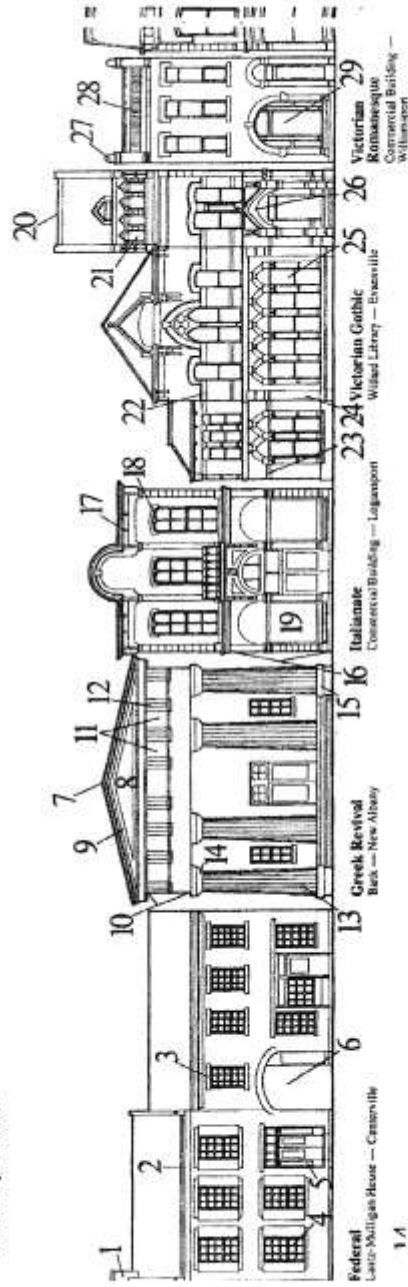 1
2
3
4
5
6
7
8
9
10
11
12
13
14
15
16
17
18
19
20
21
22
23
24
25
26
27
28
29
Federal
Lantz-Mulligan House — Centerville
Greek Revival
Bank — New Albany
Italianate
Commercial Building — Logansport
Victorian Gothic
Willard Library — Evansville
Victorian
Romanesque
Commercial Building —
Williamsport
14